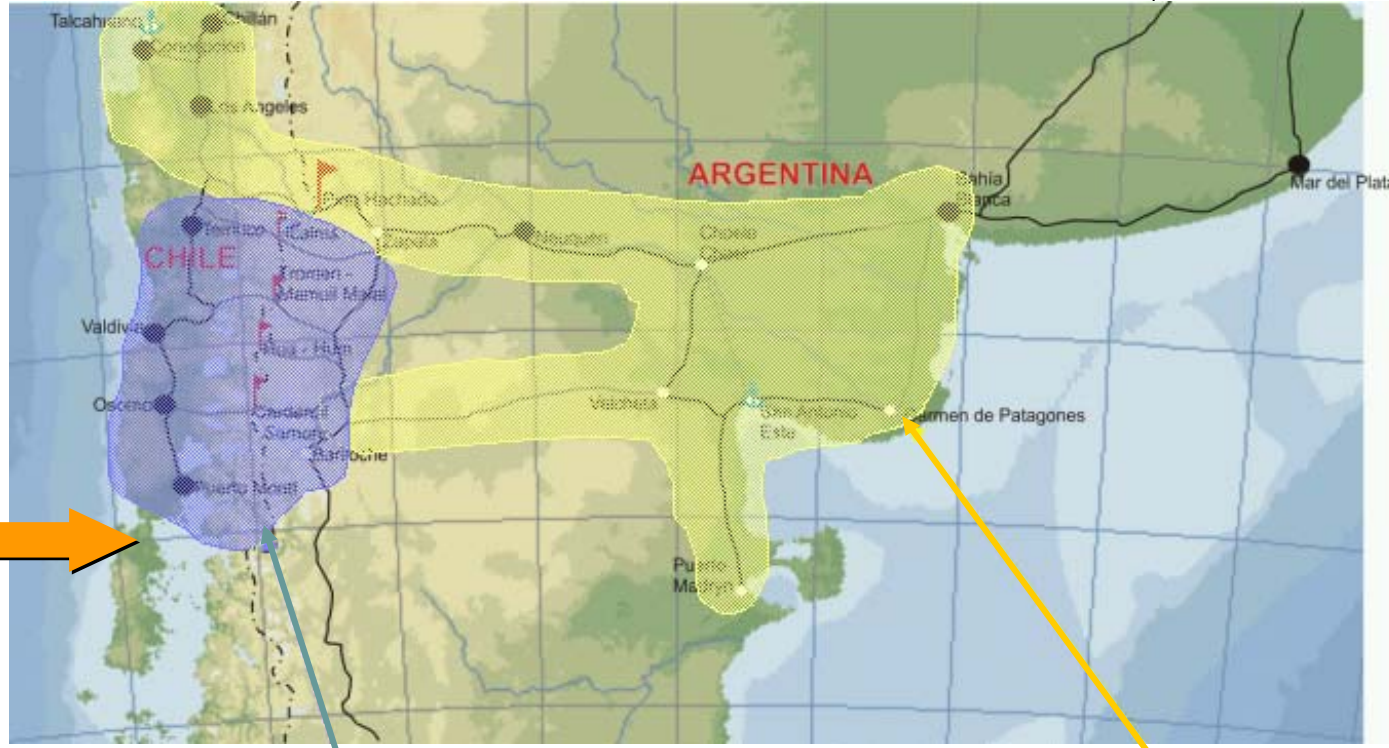 Talcahuano
Chillán
Concepcion
Los Angeles
ARGENTINA
Bahía
Blanca
Mar del Plata
Pino Hachado
Temuco
Icalma
Zapala
Neuquén
Choele
Choel
CHILE
Tromen -
Mamuil Malal
Valdivia
Hua - Hum
Osorno
Cardenal
Samoré
Valcheta
San Antonio
Este
Carmen de Patagones
Bariloche
Puerto Montt
Puerto
Madryn